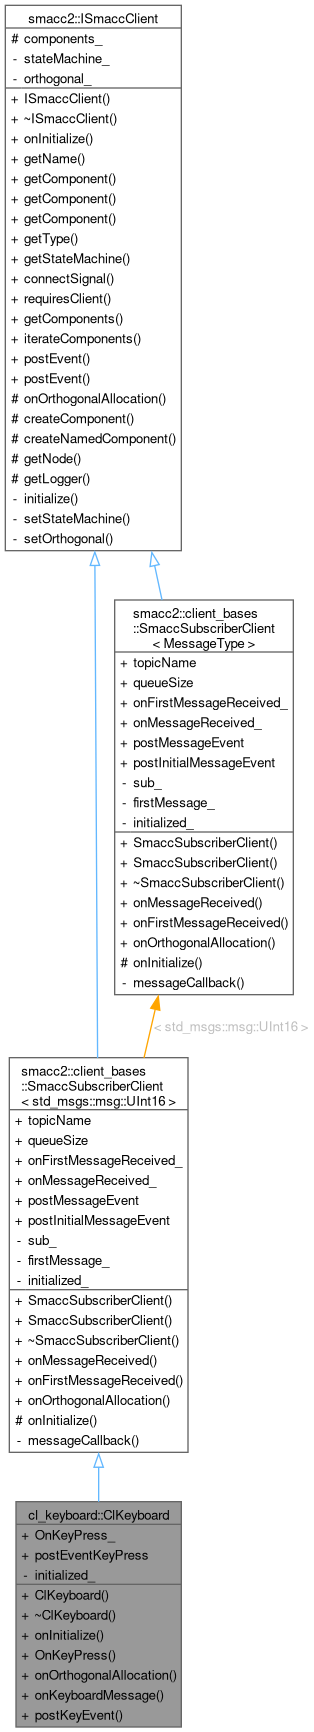 smacc2::ISmaccClient
# components_
- stateMachine_
- orthogonal_
+ ISmaccClient()
+ ~ISmaccClient()
+ onInitialize()
+ getName()
+ getComponent()
+ getComponent()
+ getComponent()
+ getType()
+ getStateMachine()
+ connectSignal()
+ requiresClient()
+ getComponents()
+ iterateComponents()
+ postEvent()
+ postEvent()
# onOrthogonalAllocation()
# createComponent()
# createNamedComponent()
# getNode()
# getLogger()
- initialize()
- setStateMachine()
- setOrthogonal()
smacc2::client_bases
::SmaccSubscriberClient
< MessageType >
+ topicName
+ queueSize
+ onFirstMessageReceived_
+ onMessageReceived_
+ postMessageEvent
+ postInitialMessageEvent
- sub_
- firstMessage_
- initialized_
+ SmaccSubscriberClient()
+ SmaccSubscriberClient()
+ ~SmaccSubscriberClient()
+ onMessageReceived()
+ onFirstMessageReceived()
+ onOrthogonalAllocation()
# onInitialize()
- messageCallback()
< std_msgs::msg::UInt16 >
smacc2::client_bases
::SmaccSubscriberClient
< std_msgs::msg::UInt16 >
+ topicName
+ queueSize
+ onFirstMessageReceived_
+ onMessageReceived_
+ postMessageEvent
+ postInitialMessageEvent
- sub_
- firstMessage_
- initialized_
+ SmaccSubscriberClient()
+ SmaccSubscriberClient()
+ ~SmaccSubscriberClient()
+ onMessageReceived()
+ onFirstMessageReceived()
+ onOrthogonalAllocation()
# onInitialize()
- messageCallback()
cl_keyboard::ClKeyboard
+ OnKeyPress_
+ postEventKeyPress
- initialized_
+ ClKeyboard()
+ ~ClKeyboard()
+ onInitialize()
+ OnKeyPress()
+ onOrthogonalAllocation()
+ onKeyboardMessage()
+ postKeyEvent()